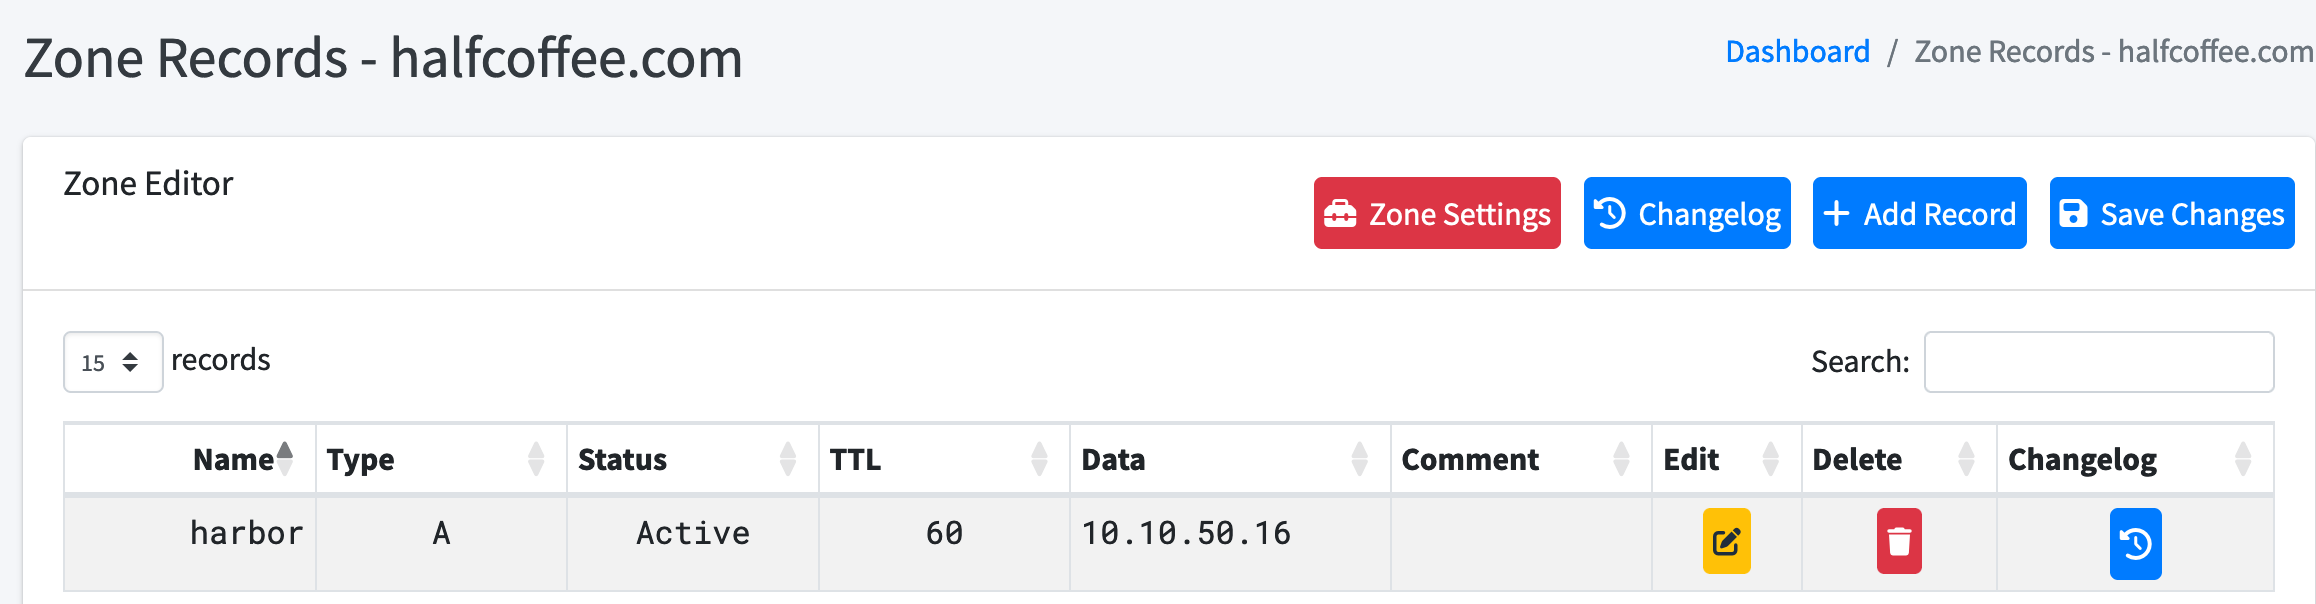 Zone Records - halfcoffee.com
Dashboard / Zone Records - halfcoffee.com
Zone Editor
Zone Settings Changelog Add Record Save Changes
15 records Search:
Name Type Status TTL Data Comment Edit Delete Changelog
harbor A Active 60 10.10.50.16